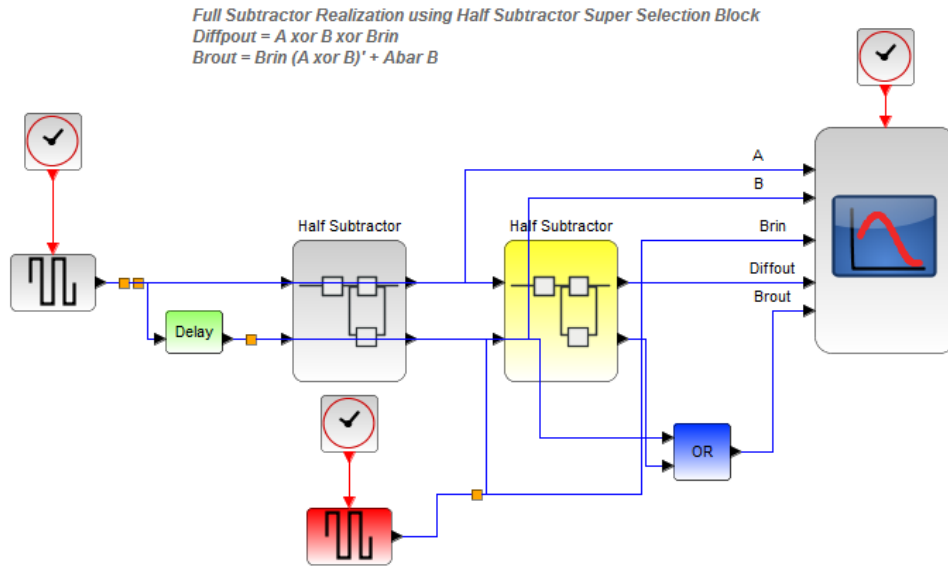 Full Subtractor Realization using Half Subtractor Super Selection Block
Diffpout = A xor B xor Brin
Brout = Brin (A xor B)' + Abar B
A
B
Half Subtractor
Half Subtractor
Brin
Diffout
Brout
Delay
OR